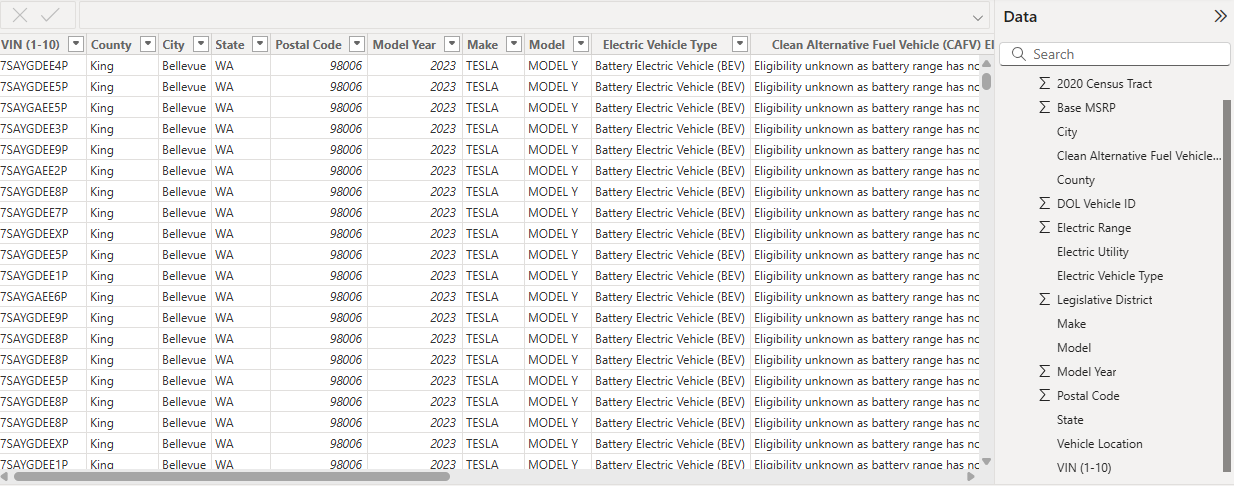 Data
VIN (1-10) County City State Postal Code Model Year Make Model Electric Vehicle Type Clean Alternative Fuel Vehicle (CAFV) El
7SAYGDEE4P King Bellevue WA 98006 2023 TESLA MODEL Y Battery Electric Vehicle (BEV) Eligibility unknown as battery range has no
7SAYGDEE5P King Bellevue WA 98006 2023 TESLA MODEL Y Battery Electric Vehicle (BEV) Eligibility unknown as battery range has no
7SAYGAEE5P King Bellevue WA 98006 2023 TESLA MODEL Y Battery Electric Vehicle (BEV) Eligibility unknown as battery range has no
7SAYGDEE3P King Bellevue WA 98006 2023 TESLA MODEL Y Battery Electric Vehicle (BEV) Eligibility unknown as battery range has no
7SAYGDEE9P King Bellevue WA 98006 2023 TESLA MODEL Y Battery Electric Vehicle (BEV) Eligibility unknown as battery range has no
7SAYGAEE2P King Bellevue WA 98006 2023 TESLA MODEL Y Battery Electric Vehicle (BEV) Eligibility unknown as battery range has no
7SAYGDEE8P King Bellevue WA 98006 2023 TESLA MODEL Y Battery Electric Vehicle (BEV) Eligibility unknown as battery range has no
7SAYGDEE7P King Bellevue WA 98006 2023 TESLA MODEL Y Battery Electric Vehicle (BEV) Eligibility unknown as battery range has no
7SAYGDEEXP King Bellevue WA 98006 2023 TESLA MODEL Y Battery Electric Vehicle (BEV) Eligibility unknown as battery range has no
7SAYGDEE5P King Bellevue WA 98006 2023 TESLA MODEL Y Battery Electric Vehicle (BEV) Eligibility unknown as battery range has no
7SAYGDEE1P King Bellevue WA 98006 2023 TESLA MODEL Y Battery Electric Vehicle (BEV) Eligibility unknown as battery range has no
7SAYGAEE6P King Bellevue WA 98006 2023 TESLA MODEL Y Battery Electric Vehicle (BEV) Eligibility unknown as battery range has no
7SAYGDEE9P King Bellevue WA 98006 2023 TESLA MODEL Y Battery Electric Vehicle (BEV) Eligibility unknown as battery range has no
7SAYGDEE8P King Bellevue WA 98006 2023 TESLA MODEL Y Battery Electric Vehicle (BEV) Eligibility unknown as battery range has no
7SAYGDEE8P King Bellevue WA 98006 2023 TESLA MODEL Y Battery Electric Vehicle (BEV) Eligibility unknown as battery range has no
7SAYGDEE5P King Bellevue WA 98006 2023 TESLA MODEL Y Battery Electric Vehicle (BEV) Eligibility unknown as battery range has no
7SAYGDEE8P King Bellevue WA 98006 2023 TESLA MODEL Y Battery Electric Vehicle (BEV) Eligibility unknown as battery range has no
7SAYGDEE8P King Bellevue WA 98006 2023 TESLA MODEL Y Battery Electric Vehicle (BEV) Eligibility unknown as battery range has no
7SAYGDEEXP King Bellevue WA 98006 2023 TESLA MODEL Y Battery Electric Vehicle (BEV) Eligibility unknown as battery range has no
7SAYGDEE1P King Bellevue WA 98006 2023 TESLA MODEL Y Battery Electric Vehicle (BEV) Eligibility unknown as battery range has no
Search
∑ 2020 Census Tract
∑ Base MSRP
City
Clean Alternative Fuel Vehicle...
County
∑ DOL Vehicle ID
∑ Electric Range
Electric Utility
Electric Vehicle Type
∑ Legislative District
Make
Model
∑ Model Year
∑ Postal Code
State
Vehicle Location
VIN (1-10)